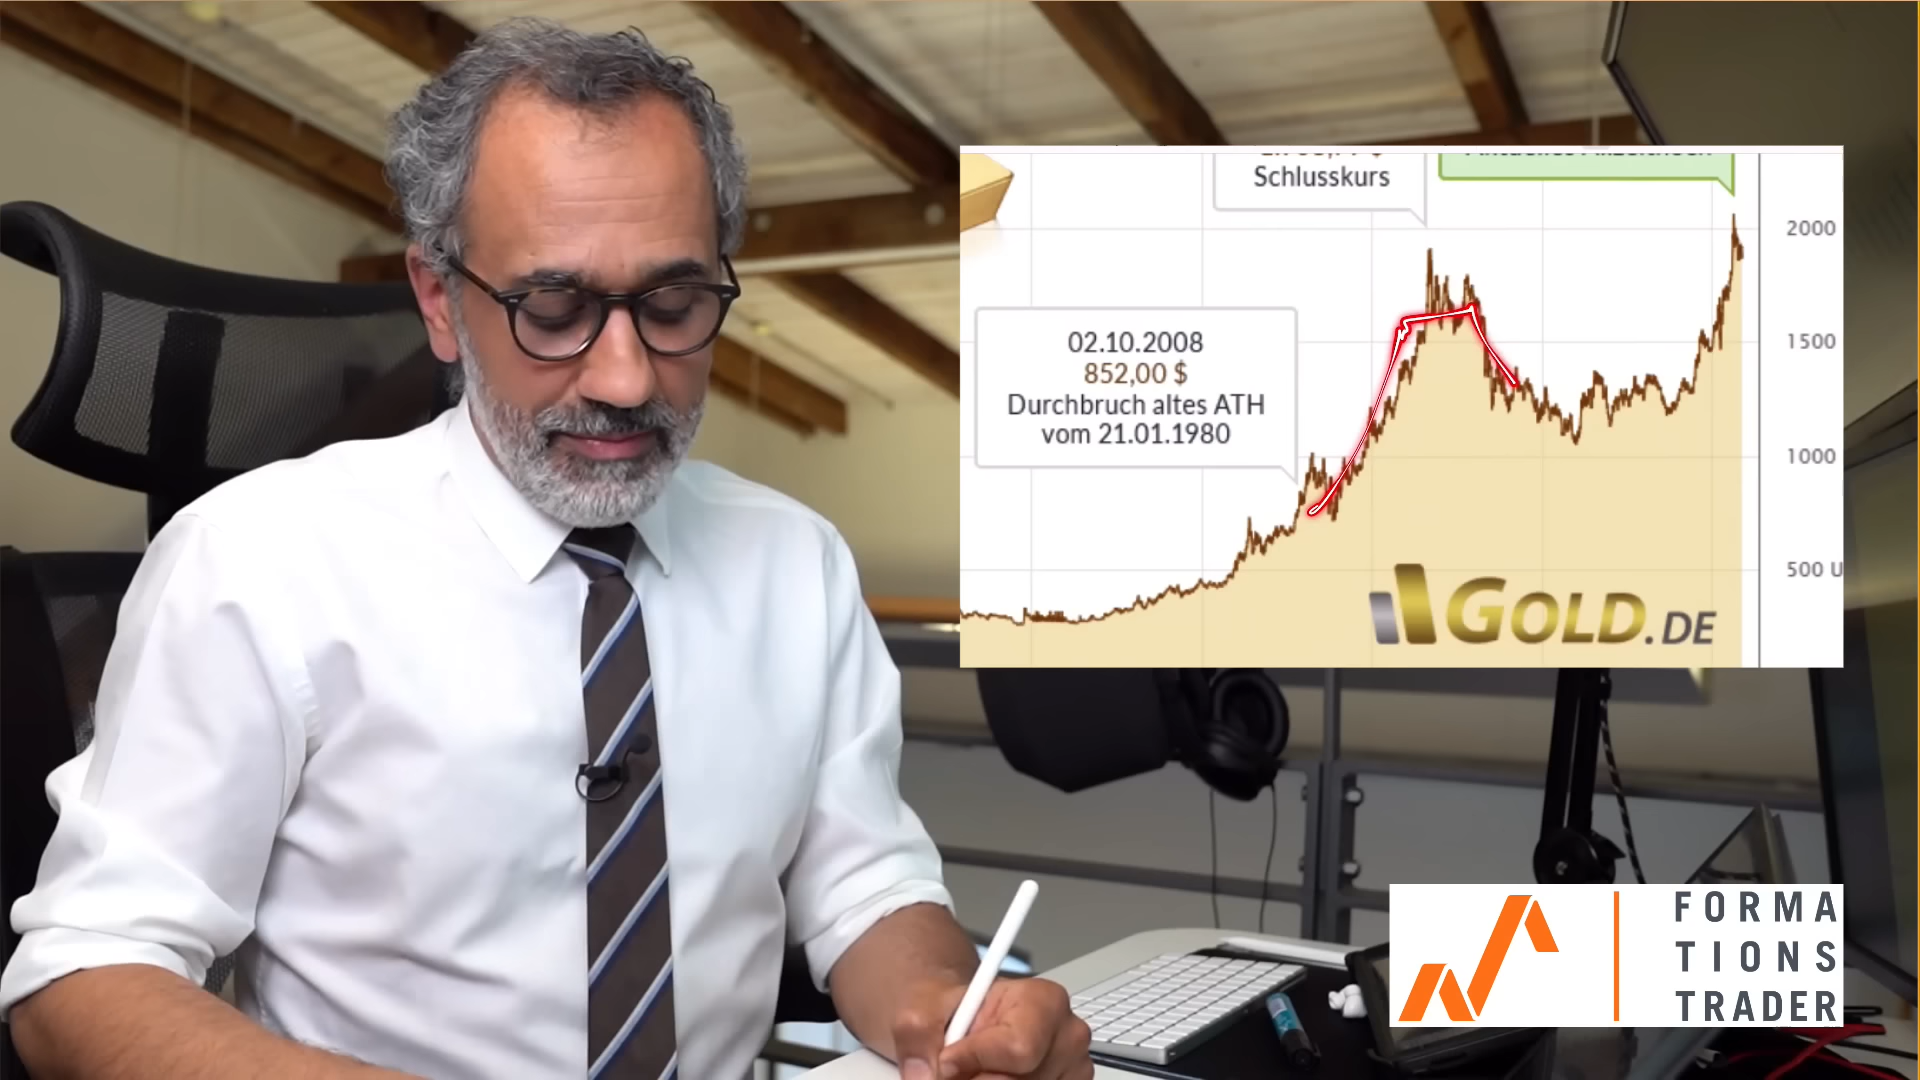 Schlusskurs
2000
02.10.2008
852,00 $
Durchbruch altes ATH
vom 21.01.1980
1500
1000
500 U
GOLD.DE
FORMA
TIONS
TRADER